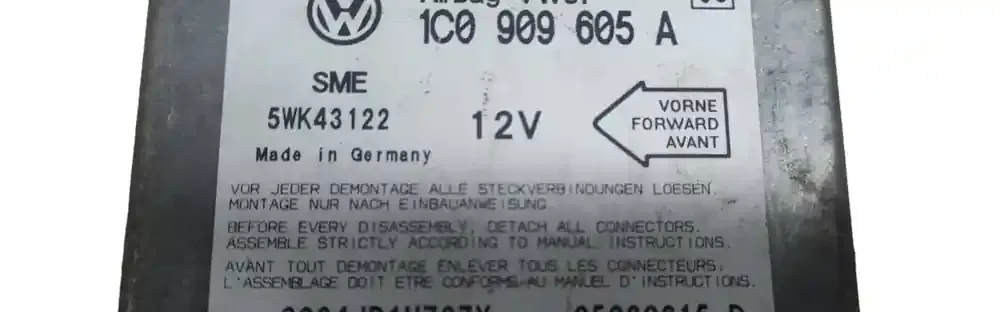 1C0 909 605 A
SME
5WK43122
12V
VORNE
FORWARD
AVANT
Made in Germany
VOR JEDER DEMONTAGE ALLE STECKVERBINDUNGEN LOESEN.
MONTAGE NUR NACH EINBAUANWEISUNG.
BEFORE EVERY DISASSEMBLY, DETACH ALL CONNECTORS.
ASSEMBLE STRICTLY ACCORDING TO MANUAL INSTRUCTIONS.
AVANT TOUT DEMONTAGE ENLEVER TOUS LES CONNECTEURS.
L'ASSEMBLAGE DOIT ETRE CONFORMS AU MANUEL D'INSTRUCTIONS.